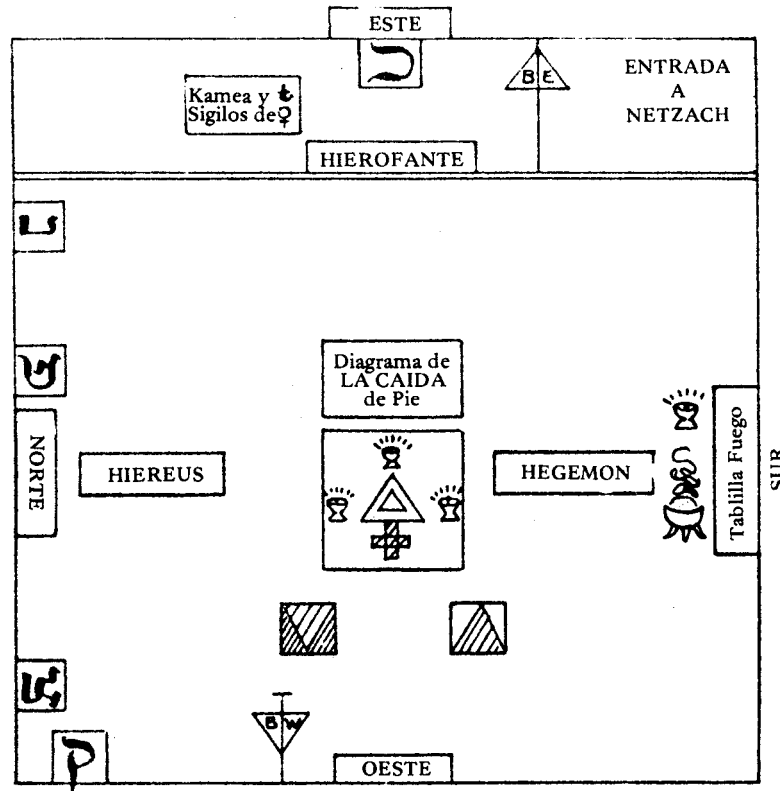 ESTE
כ
B E
ENTRADA
A
NETZACH
Kamea y
Sigilos de ♀
HIEROFANTE
Diagrama de
LA CAIDA
de Pie
NORTE
HIEREUS
HEGEMON
Tablilla Fuego
SUR
B W
ק
OESTE